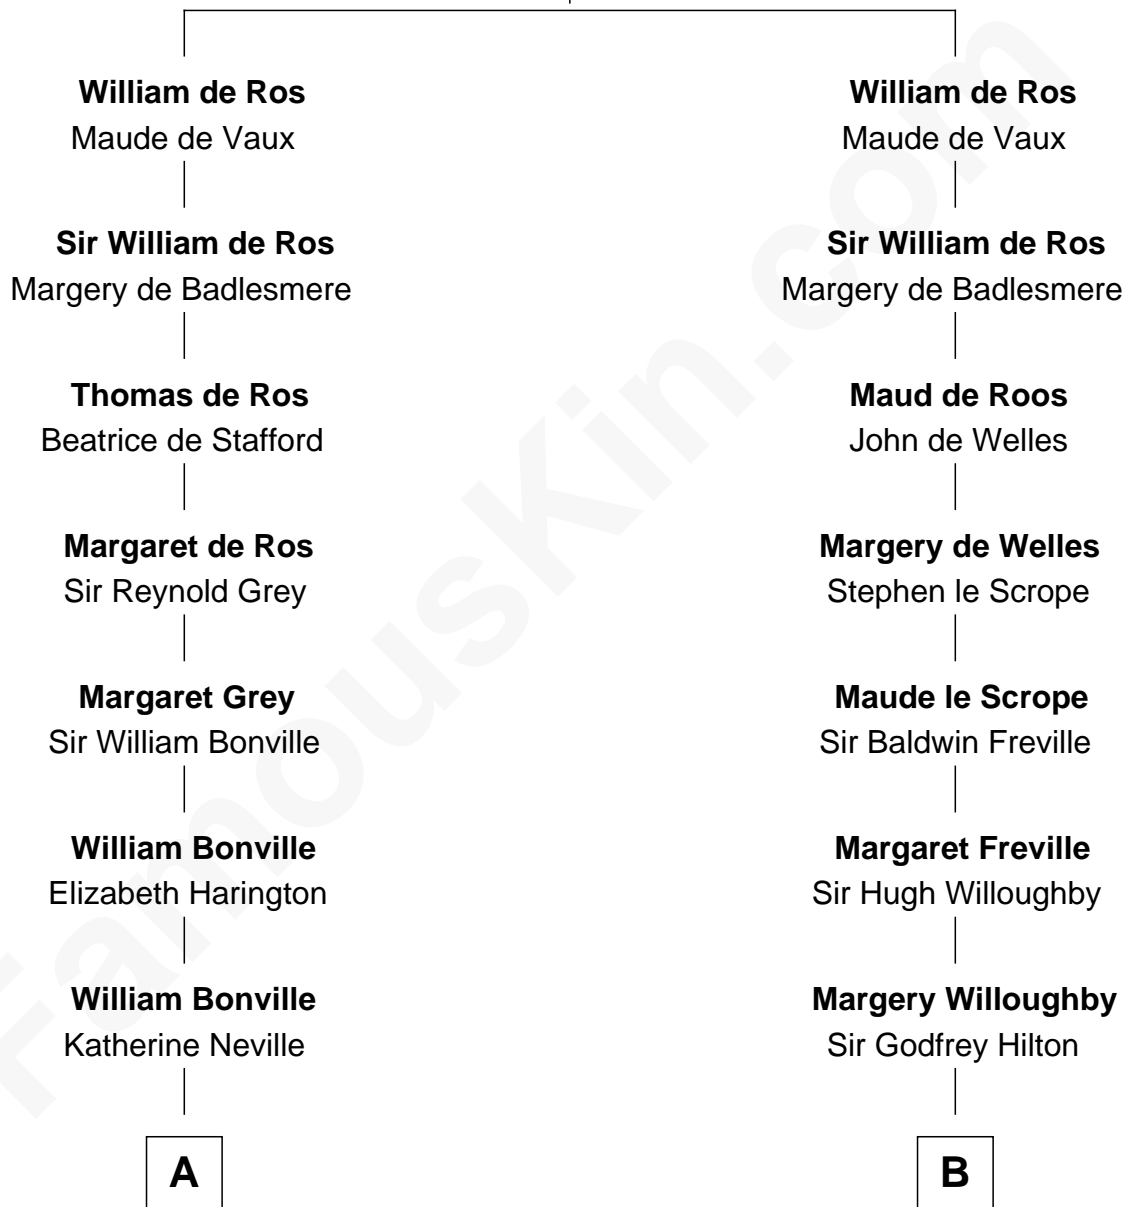 William de Ros
Maude de Vaux
Sir William de Ros
Margery de Badlesmere
Thomas de Ros
Beatrice de Stafford
Margaret de Ros
Sir Reynold Grey
Margaret Grey
Sir William Bonville
William Bonville
Elizabeth Harington
William Bonville
Katherine Neville
A
William de Ros
Maude de Vaux
Sir William de Ros
Margery de Badlesmere
Maud de Roos
John de Welles
Margery de Welles
Stephen le Scrope
Maude le Scrope
Sir Baldwin Freville
Margaret Freville
Sir Hugh Willoughby
Margery Willoughby
Sir Godfrey Hilton
B
FamousKin.com